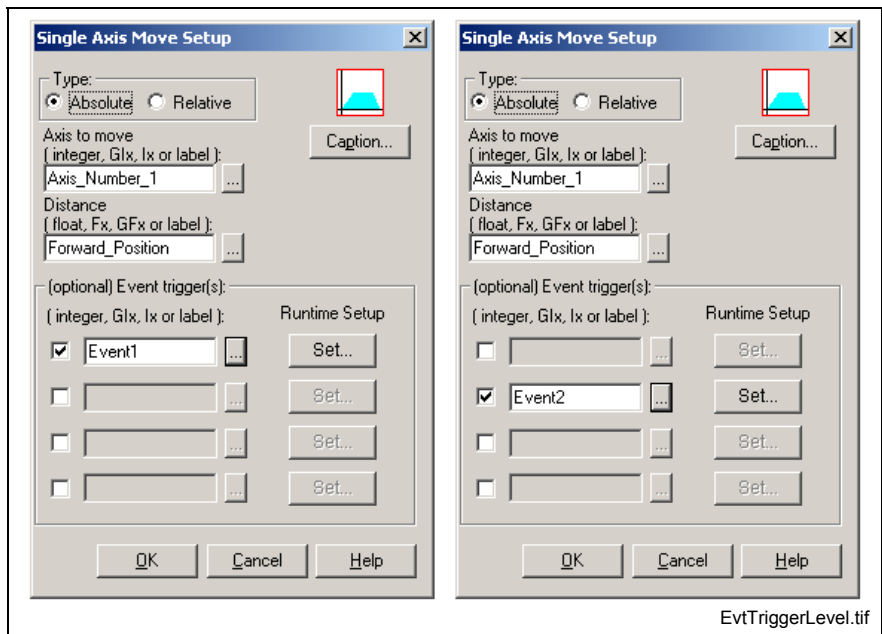 Single Axis Move Setup
Type:
Absolute Relative
Axis to move
( integer, GIx, Ix or label ):
Caption...
Axis_Number_1 ...
Distance
( float, Fx, GFx or label ):
Forward_Position ...
(optional) Event trigger(s):
( integer, GIx, Ix or label ): Runtime Setup
Event1 ... Set...
... Set...
... Set...
... Set...
OK Cancel Help
Single Axis Move Setup
Type:
Absolute Relative
Axis to move
( integer, GIx, Ix or label ):
Caption...
Axis_Number_1 ...
Distance
( float, Fx, GFx or label ):
Forward_Position ...
(optional) Event trigger(s):
( integer, GIx, Ix or label ): Runtime Setup
... Set...
Event2 ... Set...
... Set...
... Set...
OK Cancel Help
EvtTriggerLevel.tif